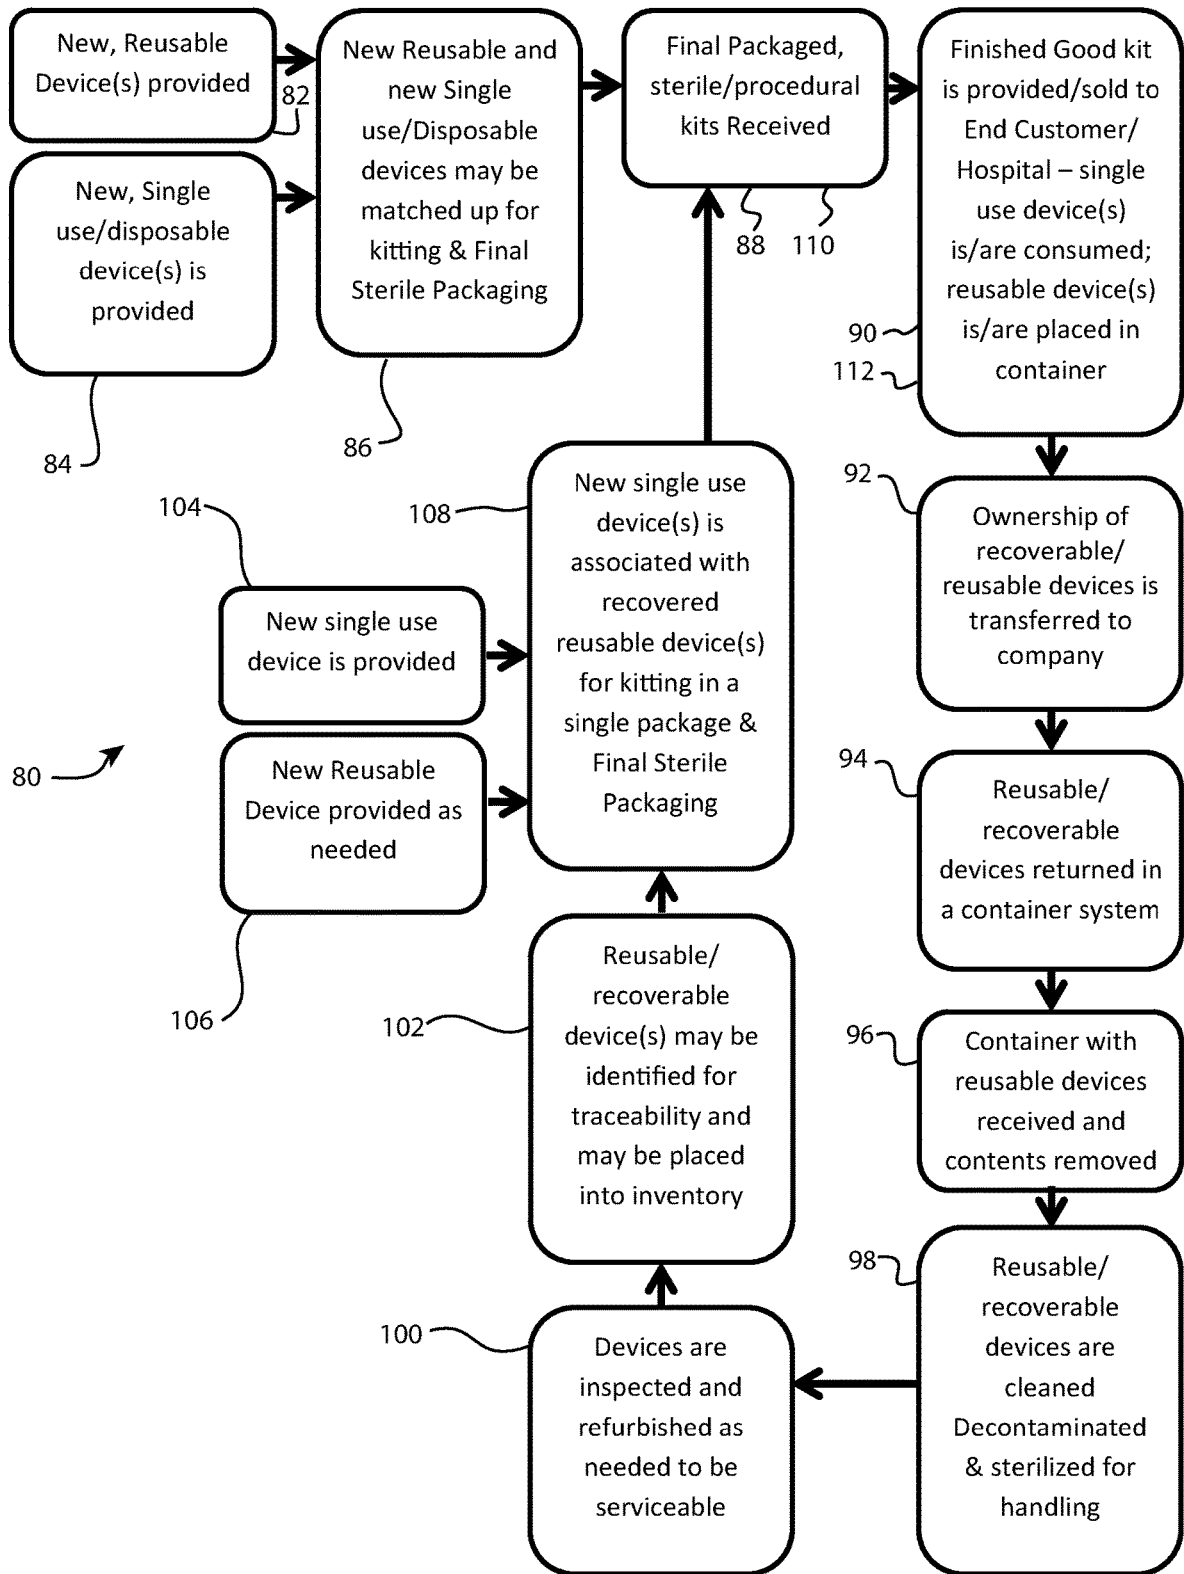 New, Reusable
Device(s) provided
82
New, Single
use/disposable
device(s) is
provided
84
New Reusable and
new Single
use/Disposable
devices may be
matched up for
kitting & Final
Sterile Packaging
86
Final Packaged,
sterile/procedural
kits Received
88
110
Finished Good kit
is provided/sold to
End Customer/
Hospital – single
use device(s)
is/are consumed;
reusable device(s)
is/are placed in
container
90
112
92
Ownership of
recoverable/
reusable devices is
transferred to
company
94
Reusable/
recoverable
devices returned in
a container system
96
Container with
reusable devices
received and
contents removed
98
Reusable/
recoverable
devices are
cleaned
Decontaminated
& sterilized for
handling
100
Devices are
inspected and
refurbished as
needed to be
serviceable
102
Reusable/
recoverable
device(s) may be
identified for
traceability and
may be placed
into inventory
104
New single use
device is provided
New Reusable
Device provided as
needed
106
108
New single use
device(s) is
associated with
recovered
reusable device(s)
for kitting in a
single package &
Final Sterile
Packaging
80